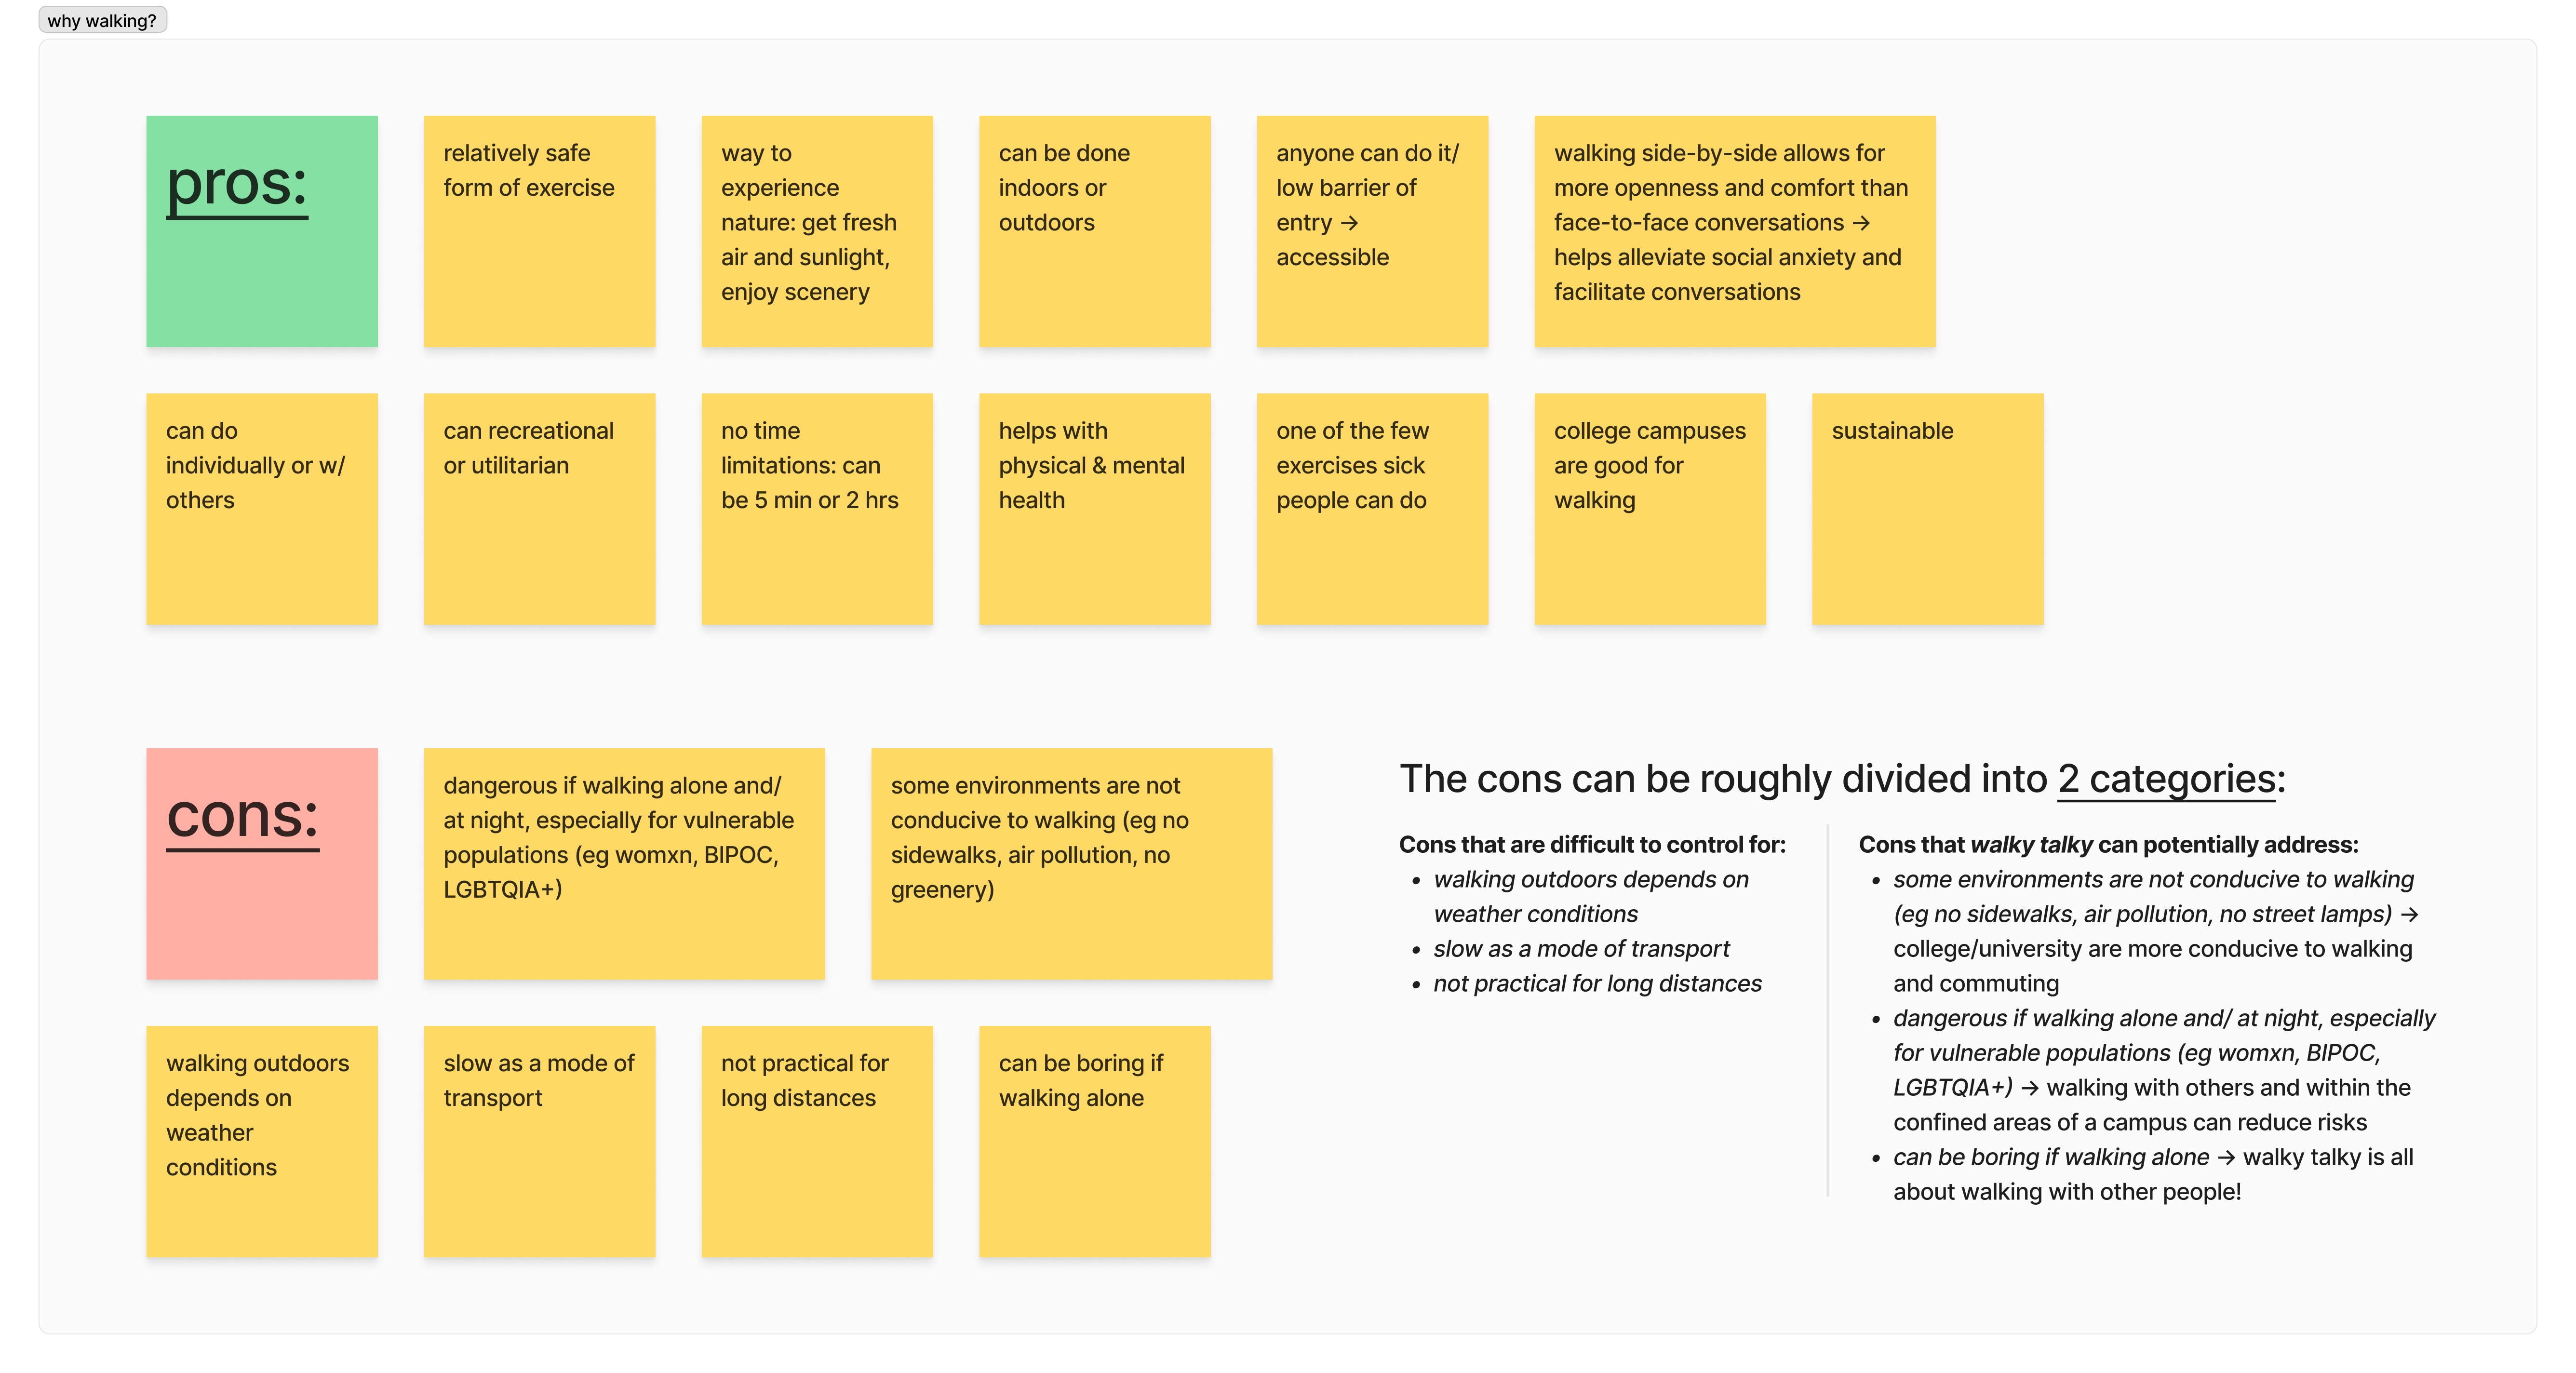 why walking?
pros:
relatively safe
form of exercise
way to
experience
nature: get fresh
air and sunlight,
enjoy scenery
can be done
indoors or
outdoors
anyone can do it/
low barrier of
entry →
accessible
walking side-by-side allows for
more openness and comfort than
face-to-face conversations →
helps alleviate social anxiety and
facilitate conversations
can do
individually or w/
others
can recreational
or utilitarian
no time
limitations: can
be 5 min or 2 hrs
helps with
physical & mental
health
one of the few
exercises sick
people can do
college campuses
are good for
walking
sustainable
cons:
dangerous if walking alone and/
at night, especially for vulnerable
populations (eg womxn, BIPOC,
LGBTQIA+)
some environments are not
conducive to walking (eg no
sidewalks, air pollution, no
greenery)
walking outdoors
depends on
weather
conditions
slow as a mode of
transport
not practical for
long distances
can be boring if
walking alone
The cons can be roughly divided into 2 categories:
Cons that are difficult to control for:
• walking outdoors depends on
weather conditions
• slow as a mode of transport
• not practical for long distances
Cons that walky talky can potentially address:
• some environments are not conducive to walking
(eg no sidewalks, air pollution, no street lamps) →
college/university are more conducive to walking
and commuting
• dangerous if walking alone and/ at night, especially
for vulnerable populations (eg womxn, BIPOC,
LGBTQIA+) → walking with others and within the
confined areas of a campus can reduce risks
• can be boring if walking alone → walky talky is all
about walking with other people!